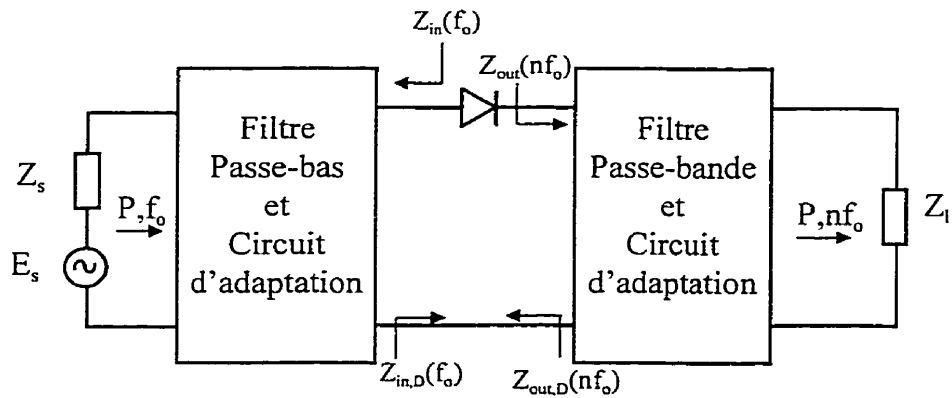 Z_in(f_o)
Z_out(nf_o)
Filtre
Passe-bas
et
Circuit
d'adaptation
Filtre
Passe-bande
et
Circuit
d'adaptation
Z_s
P,f_o
E_s
P,nf_o
Z_l
Z_in,D(f_o)
Z_out,D(nf_o)